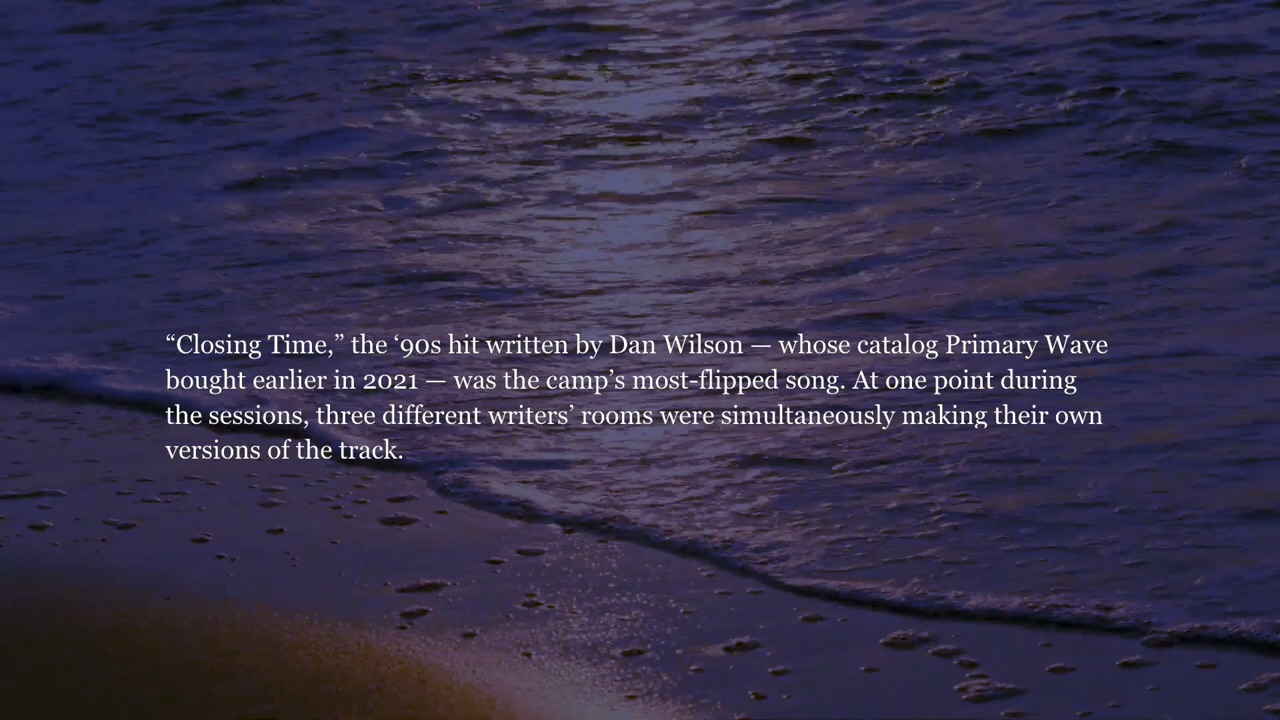 “Closing Time,” the ‘90s hit written by Dan Wilson — whose catalog Primary Wave
bought earlier in 2021 — was the camp’s most-flipped song. At one point during
the sessions, three different writers’ rooms were simultaneously making their own
versions of the track.